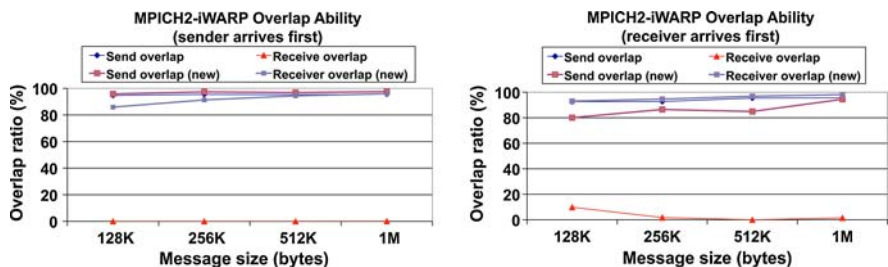 MPICH2-iWARP Overlap Ability
(sender arrives first)
Send overlap
Receive overlap
Send overlap (new)
Receiver overlap (new)
Overlap ratio (%)
100
80
60
40
20
0
128K
256K
512K
1M
Message size (bytes)
MPICH2-iWARP Overlap Ability
(receiver arrives first)
Send overlap
Receive overlap
Send overlap (new)
Receiver overlap (new)
Overlap ratio (%)
100
80
60
40
20
0
128K
256K
512K
1M
Message size (bytes)